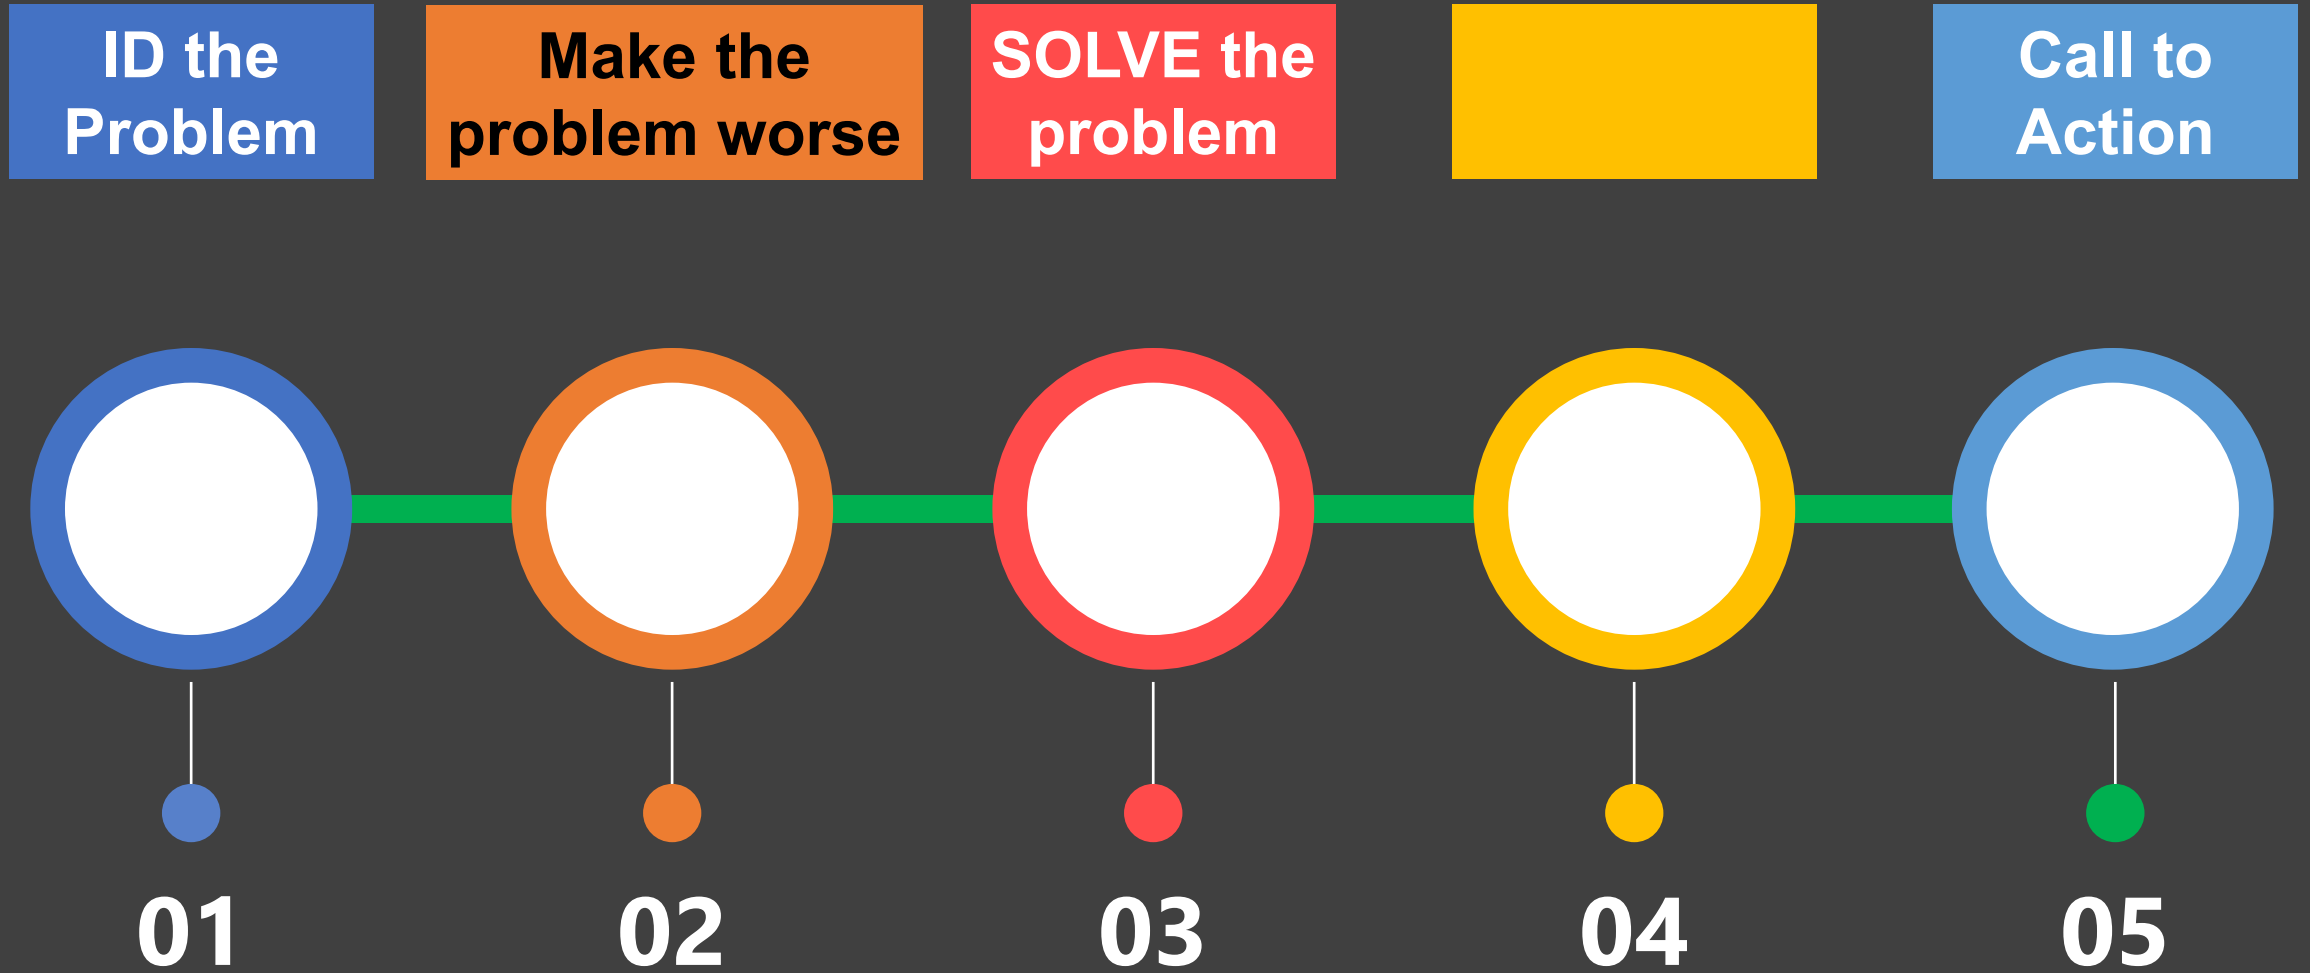 ID the
Problem
Make the
problem worse
SOLVE the
problem
Call to
Action
01
02
03
04
05